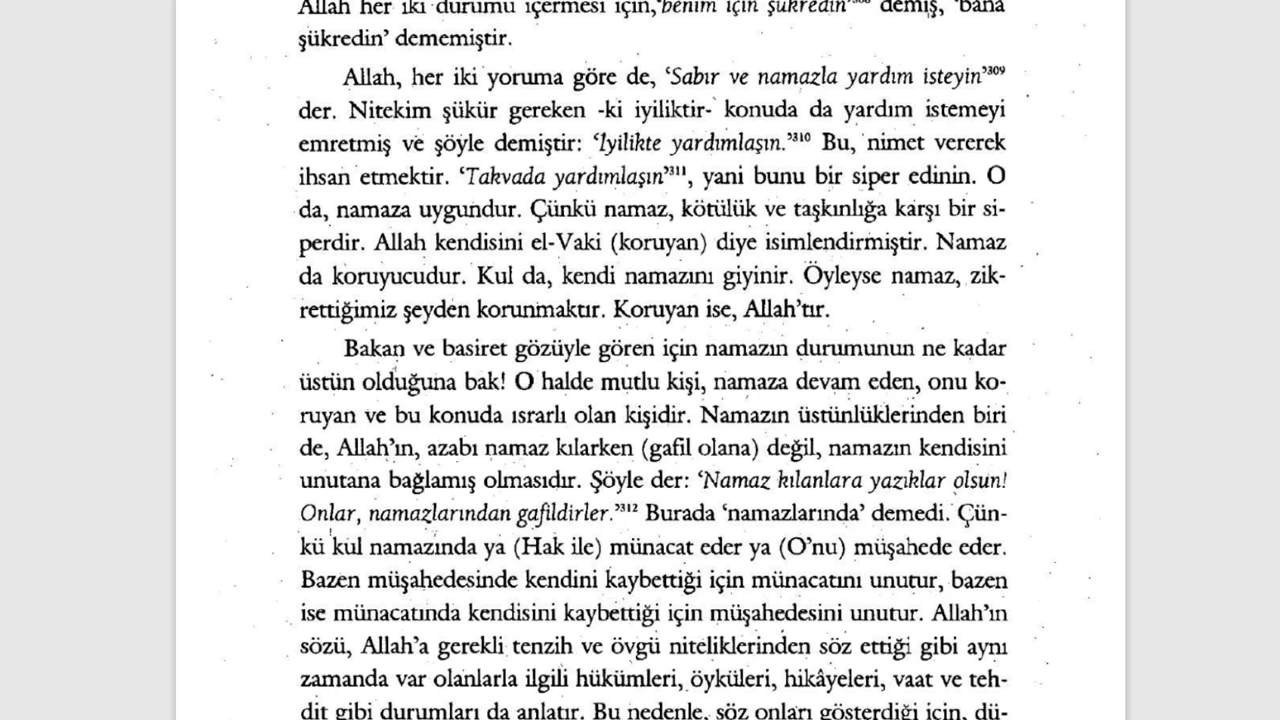 Allah her iki durumu içermesi için, 'benim için şükredin'³⁰⁸ demiş, 'bana
şükredin' dememiştir.
Allah, her iki yoruma göre de, 'Sabır ve namazla yardım isteyin'³⁰⁹
der. Nitekim şükür gereken -ki iyiliktir- konuda da yardım istemeyi
emretmiş ve şöyle demiştir: 'İyilikte yardımlaşın.'³¹⁰ Bu, nimet vererek
ihsan etmektir. 'Takvada yardımlaşın'³¹¹, yani bunu bir siper edinin. O
da, namaza uygundur. Çünkü namaz, kötülük ve taşkınlığa karşı bir si-
perdir. Allah kendisini el-Vaki (koruyan) diye isimlendirmiştir. Namaz
da koruyucudur. Kul da, kendi namazını giyinir. Öyleyse namaz, zik-
rettiğimiz şeyden korunmaktır. Koruyan ise, Allah'tır.
Bakan ve basiret gözüyle gören için namazın durumunun ne kadar
üstün olduğuna bak! O halde mutlu kişi, namaza devam eden, onu ko-
ruyan ve bu konuda ısrarlı olan kişidir. Namazın üstünlüklerinden biri
de, Allah'ın, azabı namaz kılarken (gafil olana) değil, namazın kendisini
unutana bağlamış olmasıdır. Şöyle der: 'Namaz kılanlara yazıklar olsun!
Onlar, namazlarından gafildirler.'³¹² Burada 'namazlarında' demedi. Çün-
kü kul namazında ya (Hak ile) münacat eder ya (O'nu) müşahede eder.
Bazen müşahedesinde kendini kaybettiği için münacatını unutur, bazen
ise münacatında kendisini kaybettiği için müşahedesini unutur. Allah'ın
sözü, Allah'a gerekli tenzih ve övgü niteliklerinden söz ettiği gibi aynı
zamanda var olanlarla ilgili hükümleri, öyküleri, hikâyeleri, vaat ve teh-
dit gibi durumları da anlatır. Bu nedenle, söz onları gösterdiği için, dü-